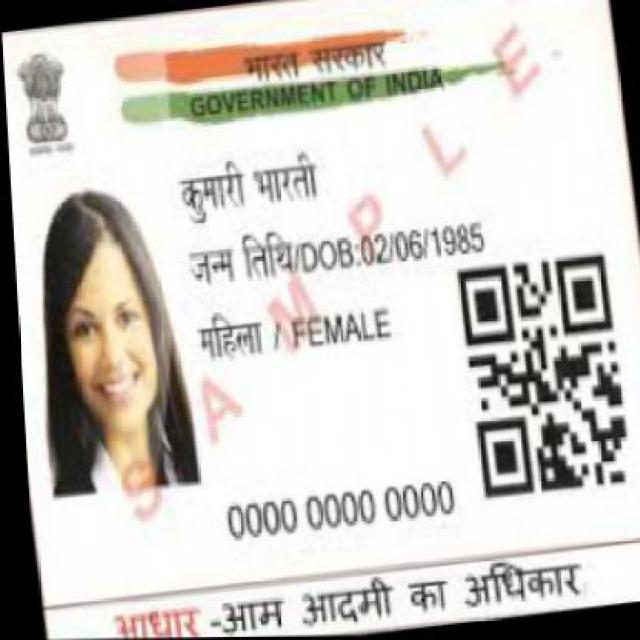 भारत सरकार
GOVERNMENT OF INDIA
कुमारी भारती
जन्म तिथि/DOB:02/06/1985
महिला / FEMALE
SAMPLE
0000 0000 0000
आधार -आम आदमी का अधिकार